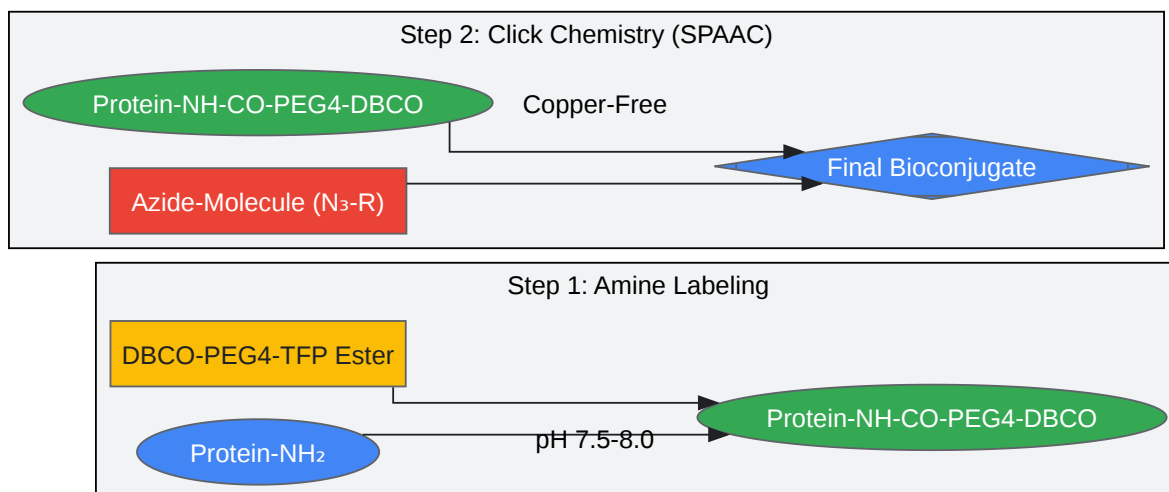 Step 2: Click Chemistry (SPAAC)
Protein-NH-CO-PEG4-DBCO
Copper-Free
Azide-Molecule (N₃-R)
Final Bioconjugate
Step 1: Amine Labeling
DBCO-PEG4-TFP Ester
Protein-NH-CO-PEG4-DBCO
pH 7.5-8.0
Protein-NH₂